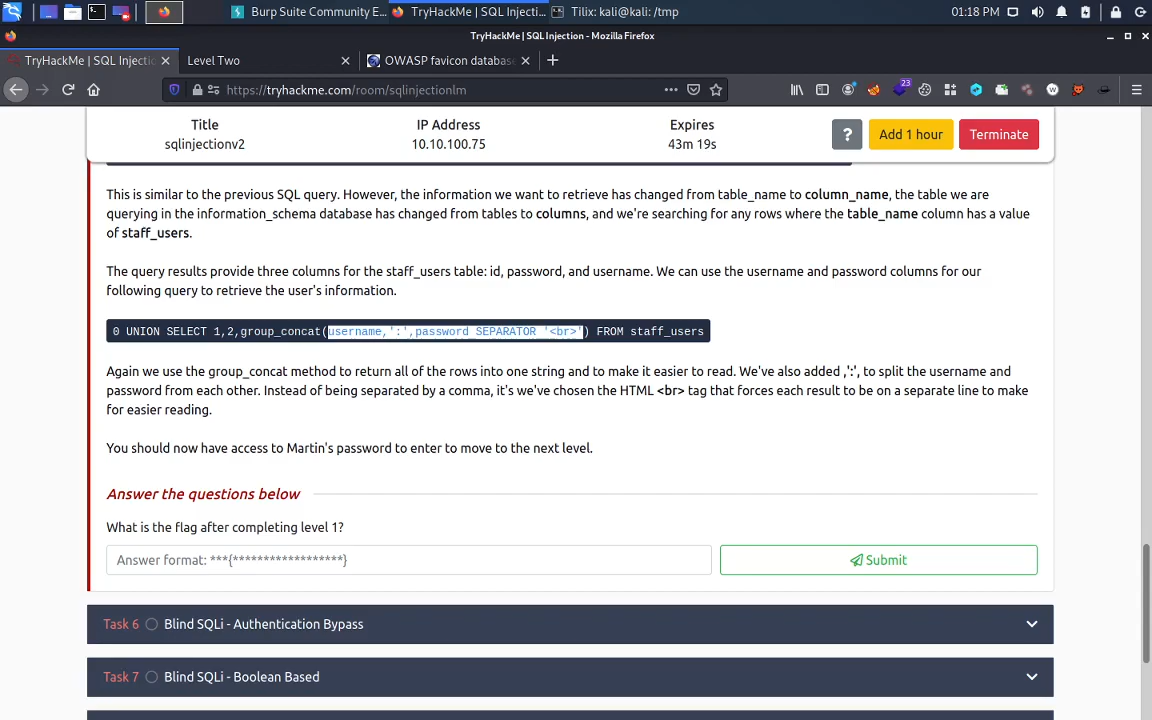 Burp Suite Community E...
TryHackMe | SQL Injecti...
Tilix: kali@kali: /tmp
01:18 PM
TryHackMe | SQL Injection - Mozilla Firefox
TryHackMe | SQL Injectio
Level Two
OWASP favicon database
https://tryhackme.com/room/sqlinjectionlm
23
Title
IP Address
Expires
sqlinjectionv2
10.10.100.75
43m 19s
?
Add 1 hour
Terminate
This is similar to the previous SQL query. However, the information we want to retrieve has changed from table_name to column_name, the table we are
querying in the information_schema database has changed from tables to columns, and we're searching for any rows where the table_name column has a value
of staff_users.
The query results provide three columns for the staff_users table: id, password, and username. We can use the username and password columns for our
following query to retrieve the user's information.
0 UNION SELECT 1,2,group_concat(username,':',password SEPARATOR '<br>') FROM staff_users
Again we use the group_concat method to return all of the rows into one string and to make it easier to read. We've also added ,':', to split the username and
password from each other. Instead of being separated by a comma, it's we've chosen the HTML <br> tag that forces each result to be on a separate line to make
for easier reading.
You should now have access to Martin's password to enter to move to the next level.
Answer the questions below
What is the flag after completing level 1?
Answer format: ***{******************}
Submit
Task 6
Blind SQLi - Authentication Bypass
Task 7
Blind SQLi - Boolean Based